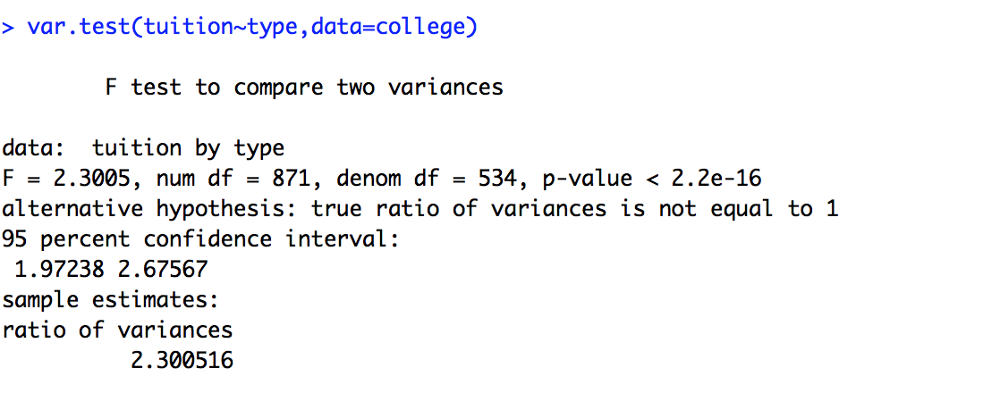 > var.test(tuition~type,data=college)
F test to compare two variances
data:  tuition by type
F = 2.3005, num df = 871, denom df = 534, p-value < 2.2e-16
alternative hypothesis: true ratio of variances is not equal to 1
95 percent confidence interval:
1.97238 2.67567
sample estimates:
ratio of variances
2.300516